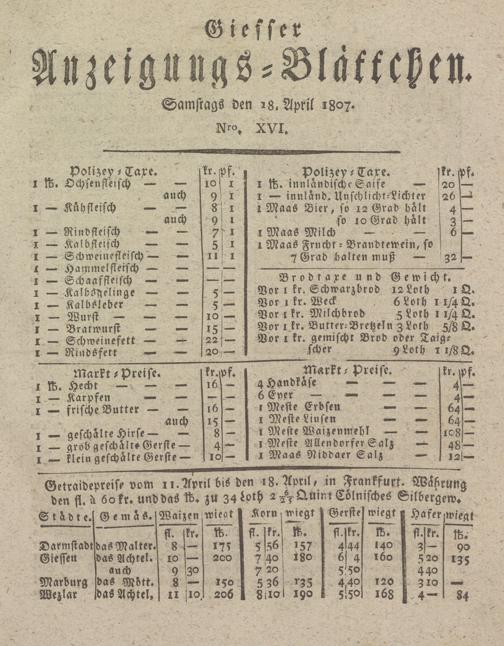 Giesser
Anzeigungs-Blättchen.
Samstags den 18. April 1807.
Nro. XVI.
Polizey-Taxe. kr. pf.
1 ℔. Ochsenfleisch — — 10 1
auch 9 1
1 — Kühfleisch — — 8 1
auch 9 1
1 — Rindfleisch — — 7 1
1 — Kalbfleisch — — 5 1
1 — Schweinefleisch — — 11 1
1 — Hammelfleisch — — — —
1 — Schaaffleisch — — — —
1 — Kalbsgelinge — — 5 —
1 — Kalbsleber — — 5 —
1 — Wurst — — 10 —
1 — Bratwurst — — 15 —
1 — Schweinefett — — 22 —
1 — Rindsfett — — 20 —
Polizey-Taxe. kr. pf.
1 ℔. innländische Saife — 20 —
1 — innländ. Unschlicht-Lichter 26 —
1 Maas Bier, so 12 Grad hält 4 —
so 10 Grad hält 3 —
1 Maas Milch — — 6 —
1 Maas Frucht-Brandtewein, so
7 Grad halten muß — 32 —
Brodtaxe und Gewicht.
Vor 1 kr. Schwarzbrod 12 Loth 1 Q.
Vor 1 kr. Weck 6 Loth 1 1/4 Q.
Vor 1 kr. Milchbrod 5 Loth 1 1/4 Q.
Vor 1 kr. Butter-Bretzeln 3 Loth 5/8 Q.
Vor 1 kr. gemischt Brod oder Taig-
scher 9 Loth 1 1/8 Q.
Markt-Preise. kr. pf.
1 ℔. Hecht — — 16 —
1 — Karpfen — — — —
1 — frische Butter — — 16 —
auch 15 —
1 — geschälte Hirse — — 8 —
1 — grob geschälte Gerste — 4 —
1 — klein geschälte Gerste — 10 —
Markt-Preise. kr. pf.
4 Handkäse — — 4 —
6 Eyer — — 4 —
1 Meste Erbsen — — 64 —
1 Meste Linsen — — 64 —
1 Meste Waizenmehl — — 108 —
1 Meste Allendorfer Salz — 48 —
1 Maas Niddaer Salz — 12 —
Getraidepreise vom 11. April bis den 18. April, in Frankfurt. Währung
den fl. à 60 kr. und das ℔. zu 34 Loth 2 Quint Cölnisches Silbergew.
Städte. Gemäs. Waizen wiegt Korn wiegt Gerste wiegt Hafer wiegt
fl. kr. fl. kr. fl. kr. fl. kr.
Darmstadt das Malter. 8 — 175 5 56 157 4 44 140 3 — 90
Giessen das Achtel. 10 — 200 7 40 180 6 4 160 5 20 135
auch 9 30 7 20 5 50 4 40
Marburg das Mött. 8 — 150 5 36 135 4 40 120 3 10 —
Wezlar das Achtel. 11 10 206 8 10 190 5 50 168 4 — 84